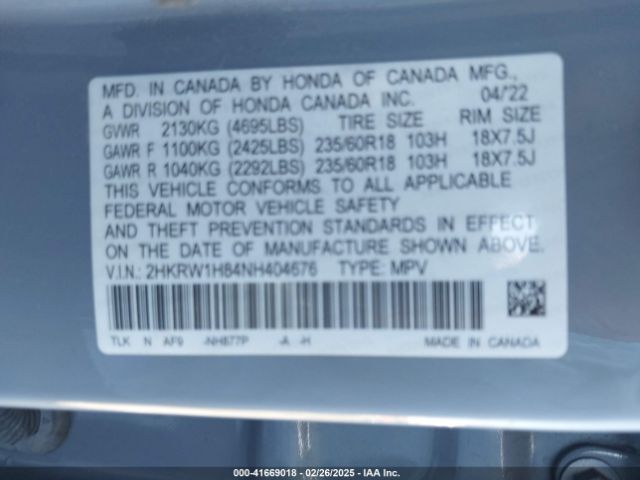 MFD. IN CANADA BY HONDA OF CANADA MFG.,
A DIVISION OF HONDA CANADA INC. 04/'22
GVWR 2130KG (4695LBS) TIRE SIZE RIM SIZE
GAWR F 1100KG (2425LBS) 235/60R18 103H 18X7.5J
GAWR R 1040KG (2292LBS) 235/60R18 103H 18X7.5J
THIS VEHICLE CONFORMS TO ALL APPLICABLE
FEDERAL MOTOR VEHICLE SAFETY
AND THEFT PREVENTION STANDARDS IN EFFECT
ON THE DATE OF MANUFACTURE SHOWN ABOVE.
V.I.N.: 2HKRW1H84NH404676 TYPE: MPV
TLK N AF9 -NH877P -A -H MADE IN CANADA
000-41669018 - 02/26/2025 - IAA Inc.